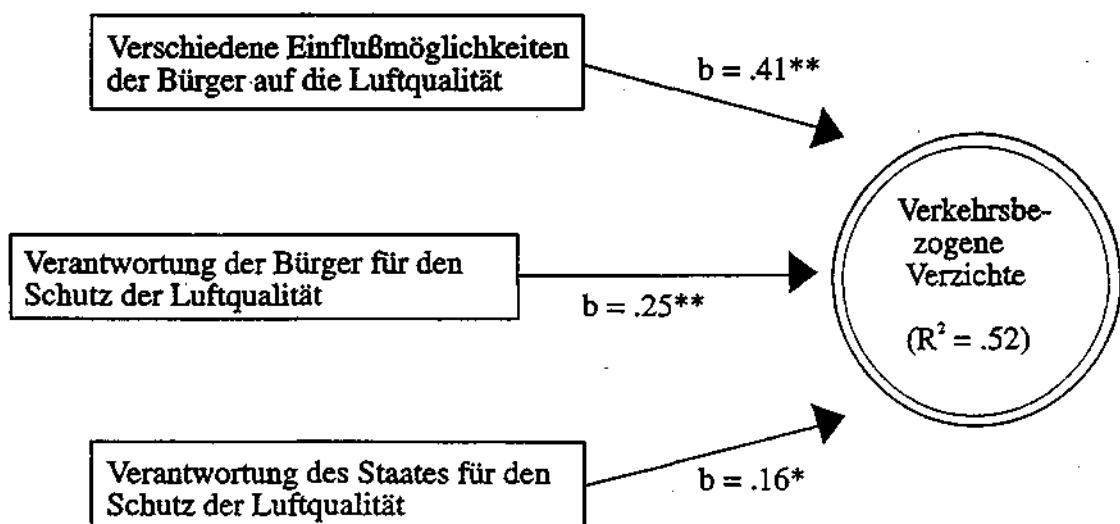 Verschiedene Einflußmöglichkeiten
der Bürger auf die Luftqualität
b = .41**
Verantwortung der Bürger für den
Schutz der Luftqualität
b = .25**
Verkehrsbe-
zogene
Verzichte
(R² = .52)
Verantwortung des Staates für den
Schutz der Luftqualität
b = .16*